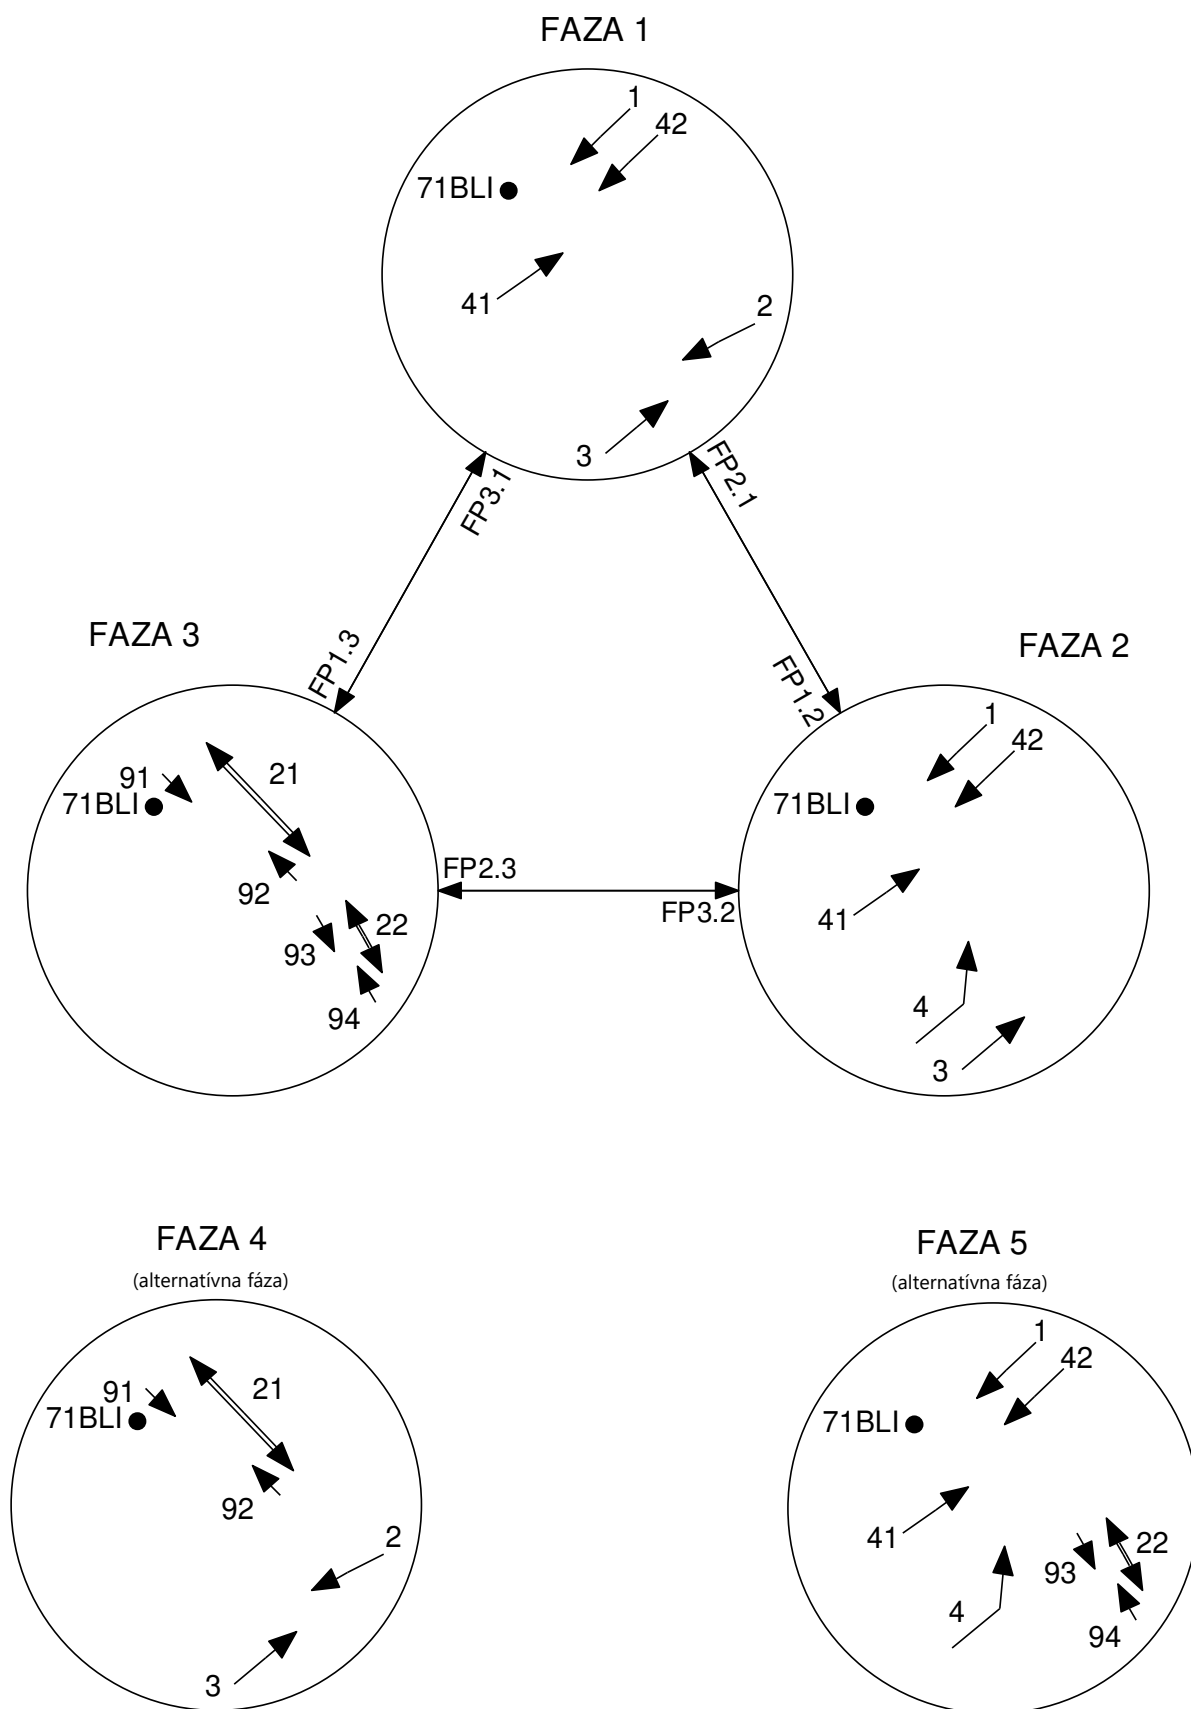 FAZA 1
1
42
71BLI
41
2
3
FP3.1
FP2.1
FP1.3
FP1.2
FAZA 3
FAZA 2
91
21
71BLI
92
93
22
94
FP2.3
FP3.2
1
42
71BLI
41
4
3
FAZA 4
(alternatívna fáza)
91
21
71BLI
92
2
3
FAZA 5
(alternatívna fáza)
1
42
71BLI
41
93
22
4
94